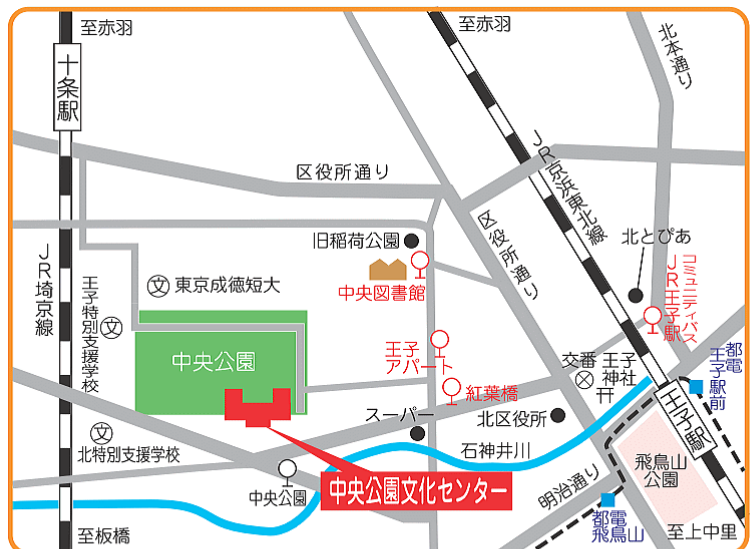 至赤羽
十条駅
至赤羽
北本通り
JR京浜東北線
区役所通り
区役所通り
旧稲荷公園
北とぴあ
中央図書館
コミュニティバス
JR王子駅
JR埼京線
王子特別支援学校
文
文
東京成徳短大
中央公園
王子
アパート
紅葉橋
交番
王子
神社
都電
王子駅前
王子駅
スーパー
北区役所
文
北特別支援学校
石神井川
飛鳥山
公園
中央公園
中央公園文化センター
明治通り
都電
飛鳥山
至板橋
至上中里